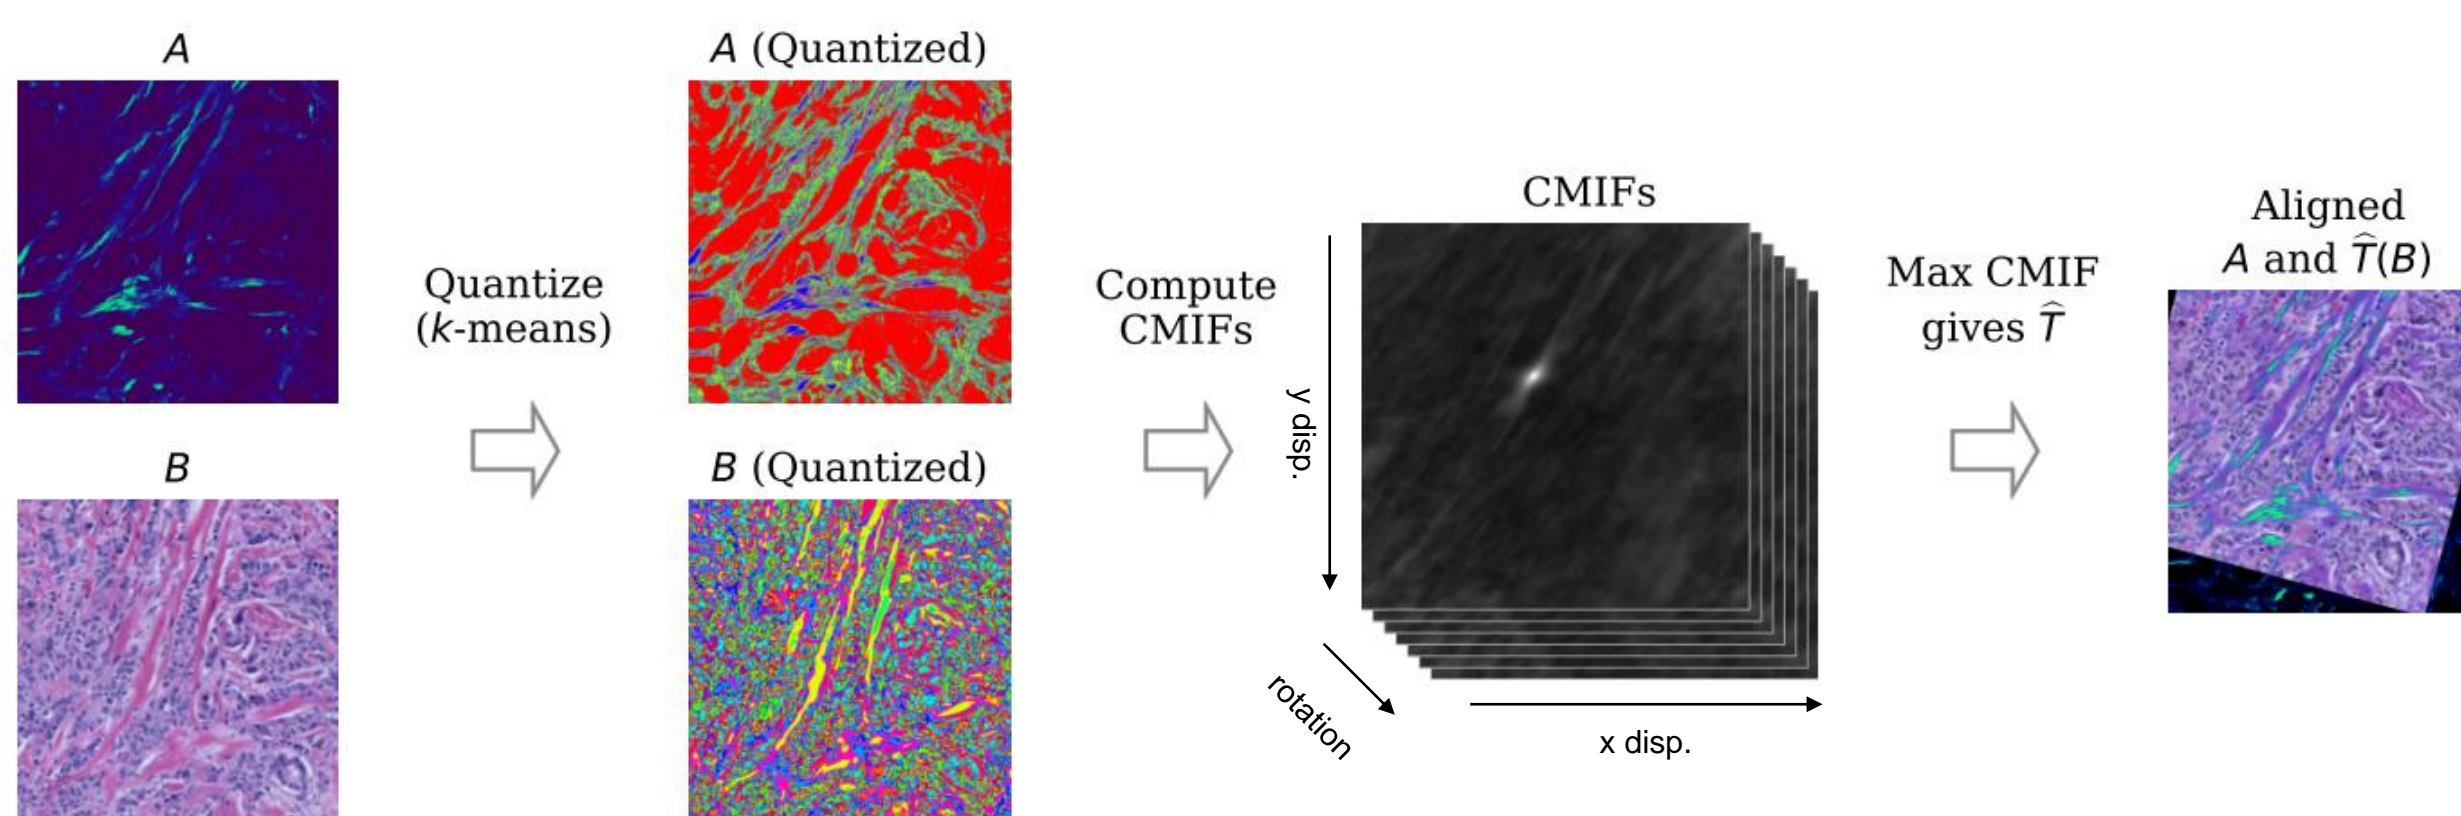 A
B
Quantize
(k-means)
A (Quantized)
B (Quantized)
Compute
CMIFs
CMIFs
y disp.
rotation
x disp.
Max CMIF
gives T̂
Aligned
A and T̂(B)